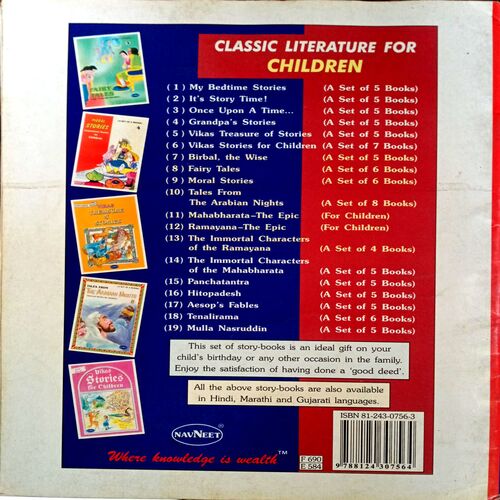 CLASSIC LITERATURE FOR
CHILDREN
(1) My Bedtime Stories (A Set of 5 Books)
(2) It's Story Time! (A Set of 5 Books)
(3) Once Upon A Time... (A Set of 5 Books)
(4) Grandpa's Stories (A Set of 5 Books)
(5) Vikas Treasure of Stories (A Set of 5 Books)
(6) Vikas Stories for Children (A Set of 7 Books)
(7) Birbal, the Wise (A Set of 5 Books)
(8) Fairy Tales (A Set of 6 Books)
(9) Moral Stories (A Set of 6 Books)
(10) Tales From
The Arabian Nights (A Set of 8 Books)
(11) Mahabharata–The Epic (For Children)
(12) Ramayana–The Epic (For Children)
(13) The Immortal Characters
of the Ramayana (A Set of 4 Books)
(14) The Immortal Characters
of the Mahabharata (A Set of 5 Books)
(15) Panchatantra (A Set of 5 Books)
(16) Hitopadesh (A Set of 5 Books)
(17) Aesop's Fables (A Set of 5 Books)
(18) Tenalirama (A Set of 6 Books)
(19) Mulla Nasruddin (A Set of 5 Books)
This set of story-books is an ideal gift on your
child's birthday or any other occasion in the family.
Enjoy the satisfaction of having done a 'good deed'.
All the above story-books are also available
in Hindi, Marathi and Gujarati languages.
FAIRY
TALES
MORAL
STORIES
4
TREASURE
OF
STORIES
TALES FROM
THE ARABIAN NIGHTS
Vikas
Stories
for Children
NAVNEET
Where knowledge is wealth™
F 690
E 584
ISBN 81-243-0756-3
9 788124 307564